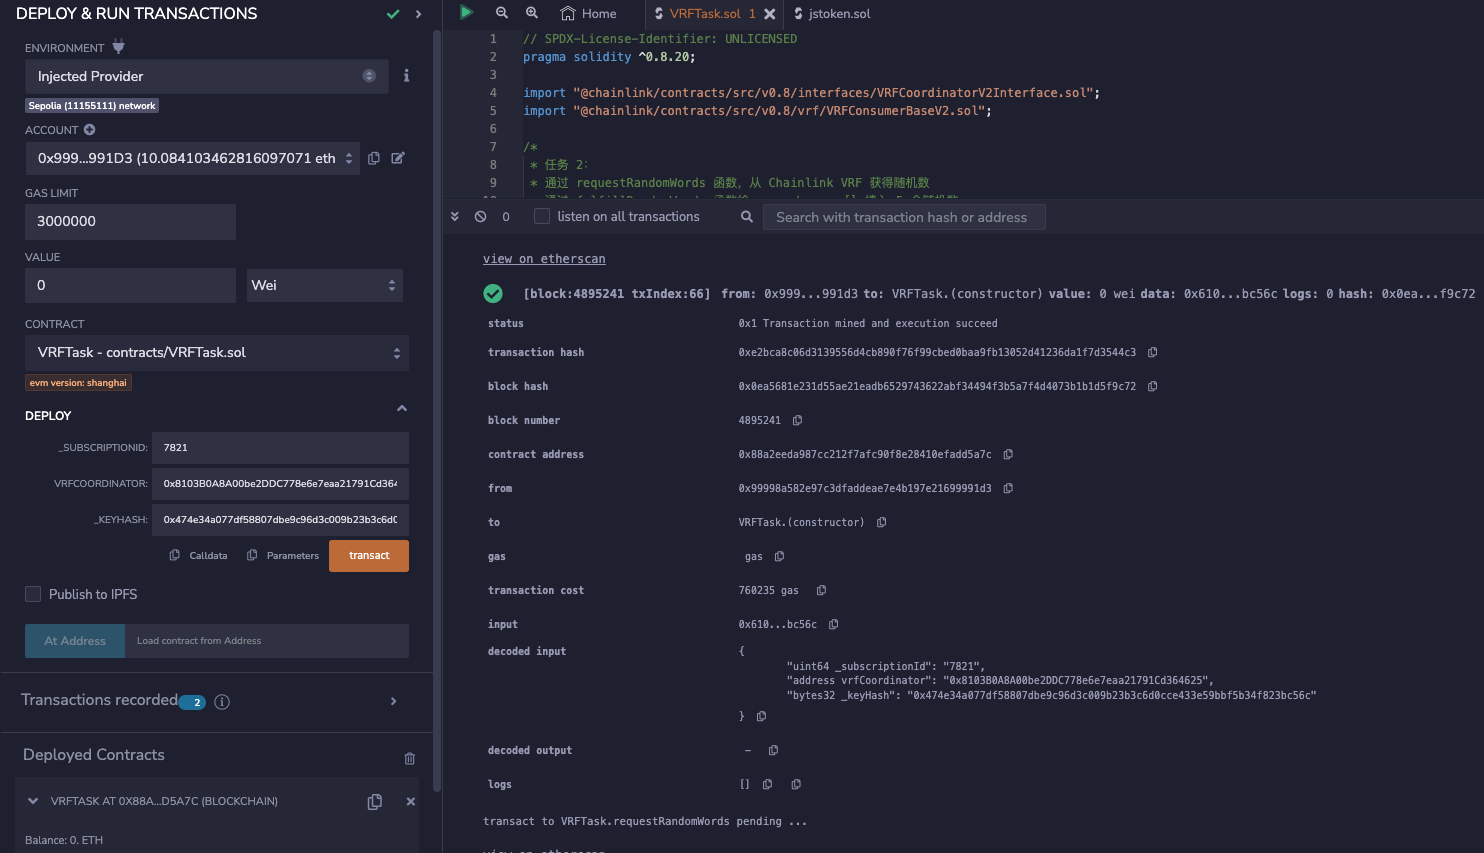 DEPLOY & RUN TRANSACTIONS
ENVIRONMENT
Injected Provider
Sepolia (11155111) network
ACCOUNT
0x999...991D3 (10.084103462816097071 eth
GAS LIMIT
3000000
VALUE
0
Wei
CONTRACT
VRFTask - contracts/VRFTask.sol
evm version: shanghai
DEPLOY
_SUBSCRIPTIONID: 7821
VRFCOORDINATOR: 0x8103B0A8A00be2DDC778e6e7eaa21791Cd364
_KEYHASH: 0x474e34a077df58807dbe9c96d3c009b23b3c6d0
Calldata
Parameters
transact
Publish to IPFS
At Address
Load contract from Address
Transactions recorded 2 i
Deployed Contracts
VRFTASK AT 0X88A...D5A7C (BLOCKCHAIN)
Balance: 0. ETH
Home
VRFTask.sol 1
jstoken.sol
1 // SPDX-License-Identifier: UNLICENSED
2 pragma solidity ^0.8.20;
3
4 import "@chainlink/contracts/src/v0.8/interfaces/VRFCoordinatorV2Interface.sol";
5 import "@chainlink/contracts/src/v0.8/vrf/VRFConsumerBaseV2.sol";
6
7 /*
8 * 任务 2:
9 * 通过 requestRandomWords 函数，从 Chainlink VRF 获得随机数
0
listen on all transactions
Search with transaction hash or address
view on etherscan
[block:4895241 txIndex:66] from: 0x999...991d3 to: VRFTask.(constructor) value: 0 wei data: 0x610...bc56c logs: 0 hash: 0x0ea...f9c72
status 0x1 Transaction mined and execution succeed
transaction hash 0xe2bca8c06d3139556d4cb890f76f99cbed0baa9fb13052d41236da1f7d3544c3
block hash 0x0ea5681e231d55ae21eadb6529743622abf34494f3b5a7f4d4073b1b1d5f9c72
block number 4895241
contract address 0x88a2eeda987cc212f7afc90f8e28410efadd5a7c
from 0x99998a582e97c3dfaddeae7e4b197e21699991d3
to VRFTask.(constructor)
gas gas
transaction cost 760235 gas
input 0x610...bc56c
decoded input {
"uint64 _subscriptionId": "7821",
"address vrfCoordinator": "0x8103B0A8A00be2DDC778e6e7eaa21791Cd364625",
"bytes32 _keyHash": "0x474e34a077df58807dbe9c96d3c009b23b3c6d0cce433e59bbf5b34f823bc56c"
}
decoded output -
logs []
transact to VRFTask.requestRandomWords pending ...
view on etherscan